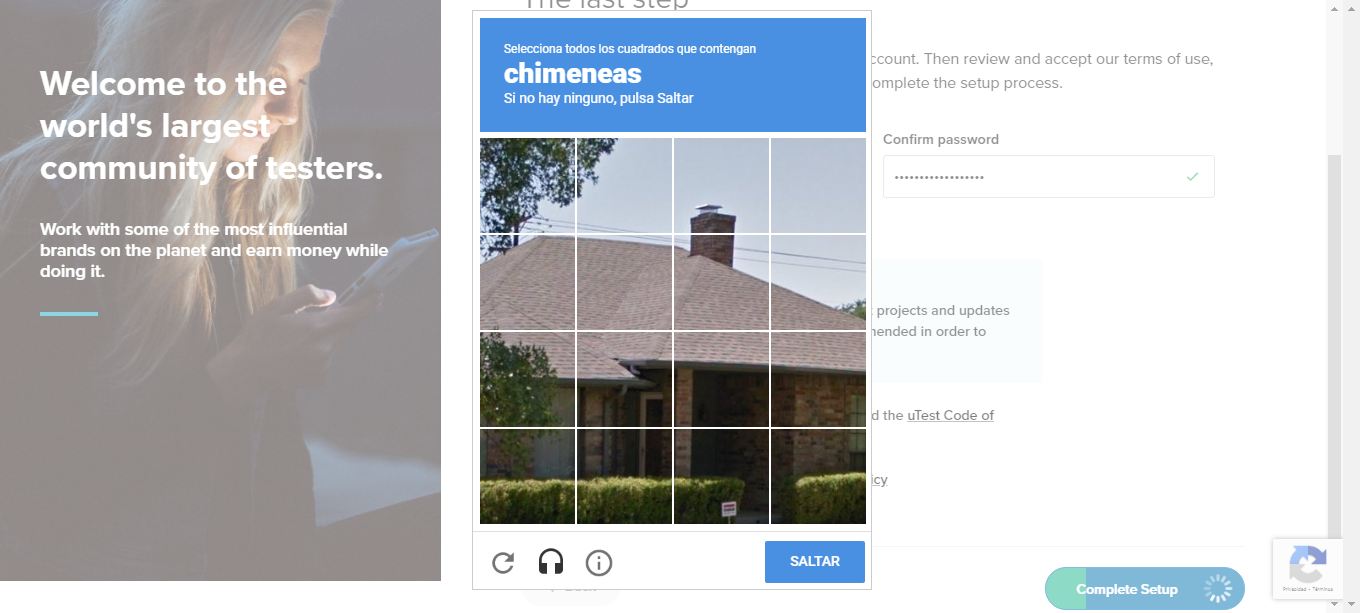 The last step
Welcome to the
world's largest
community of testers.
Work with some of the most influential
brands on the planet and earn money while
doing it.
Selecciona todos los cuadrados que contengan
chimeneas
Si no hay ninguno, pulsa Saltar
SALTAR
ccount. Then review and accept our terms of use,
omplete the setup process.
Confirm password
••••••••••••••••••
projects and updates
nended in order to
d the uTest Code of
icy
Complete Setup
Privacidad - Términos